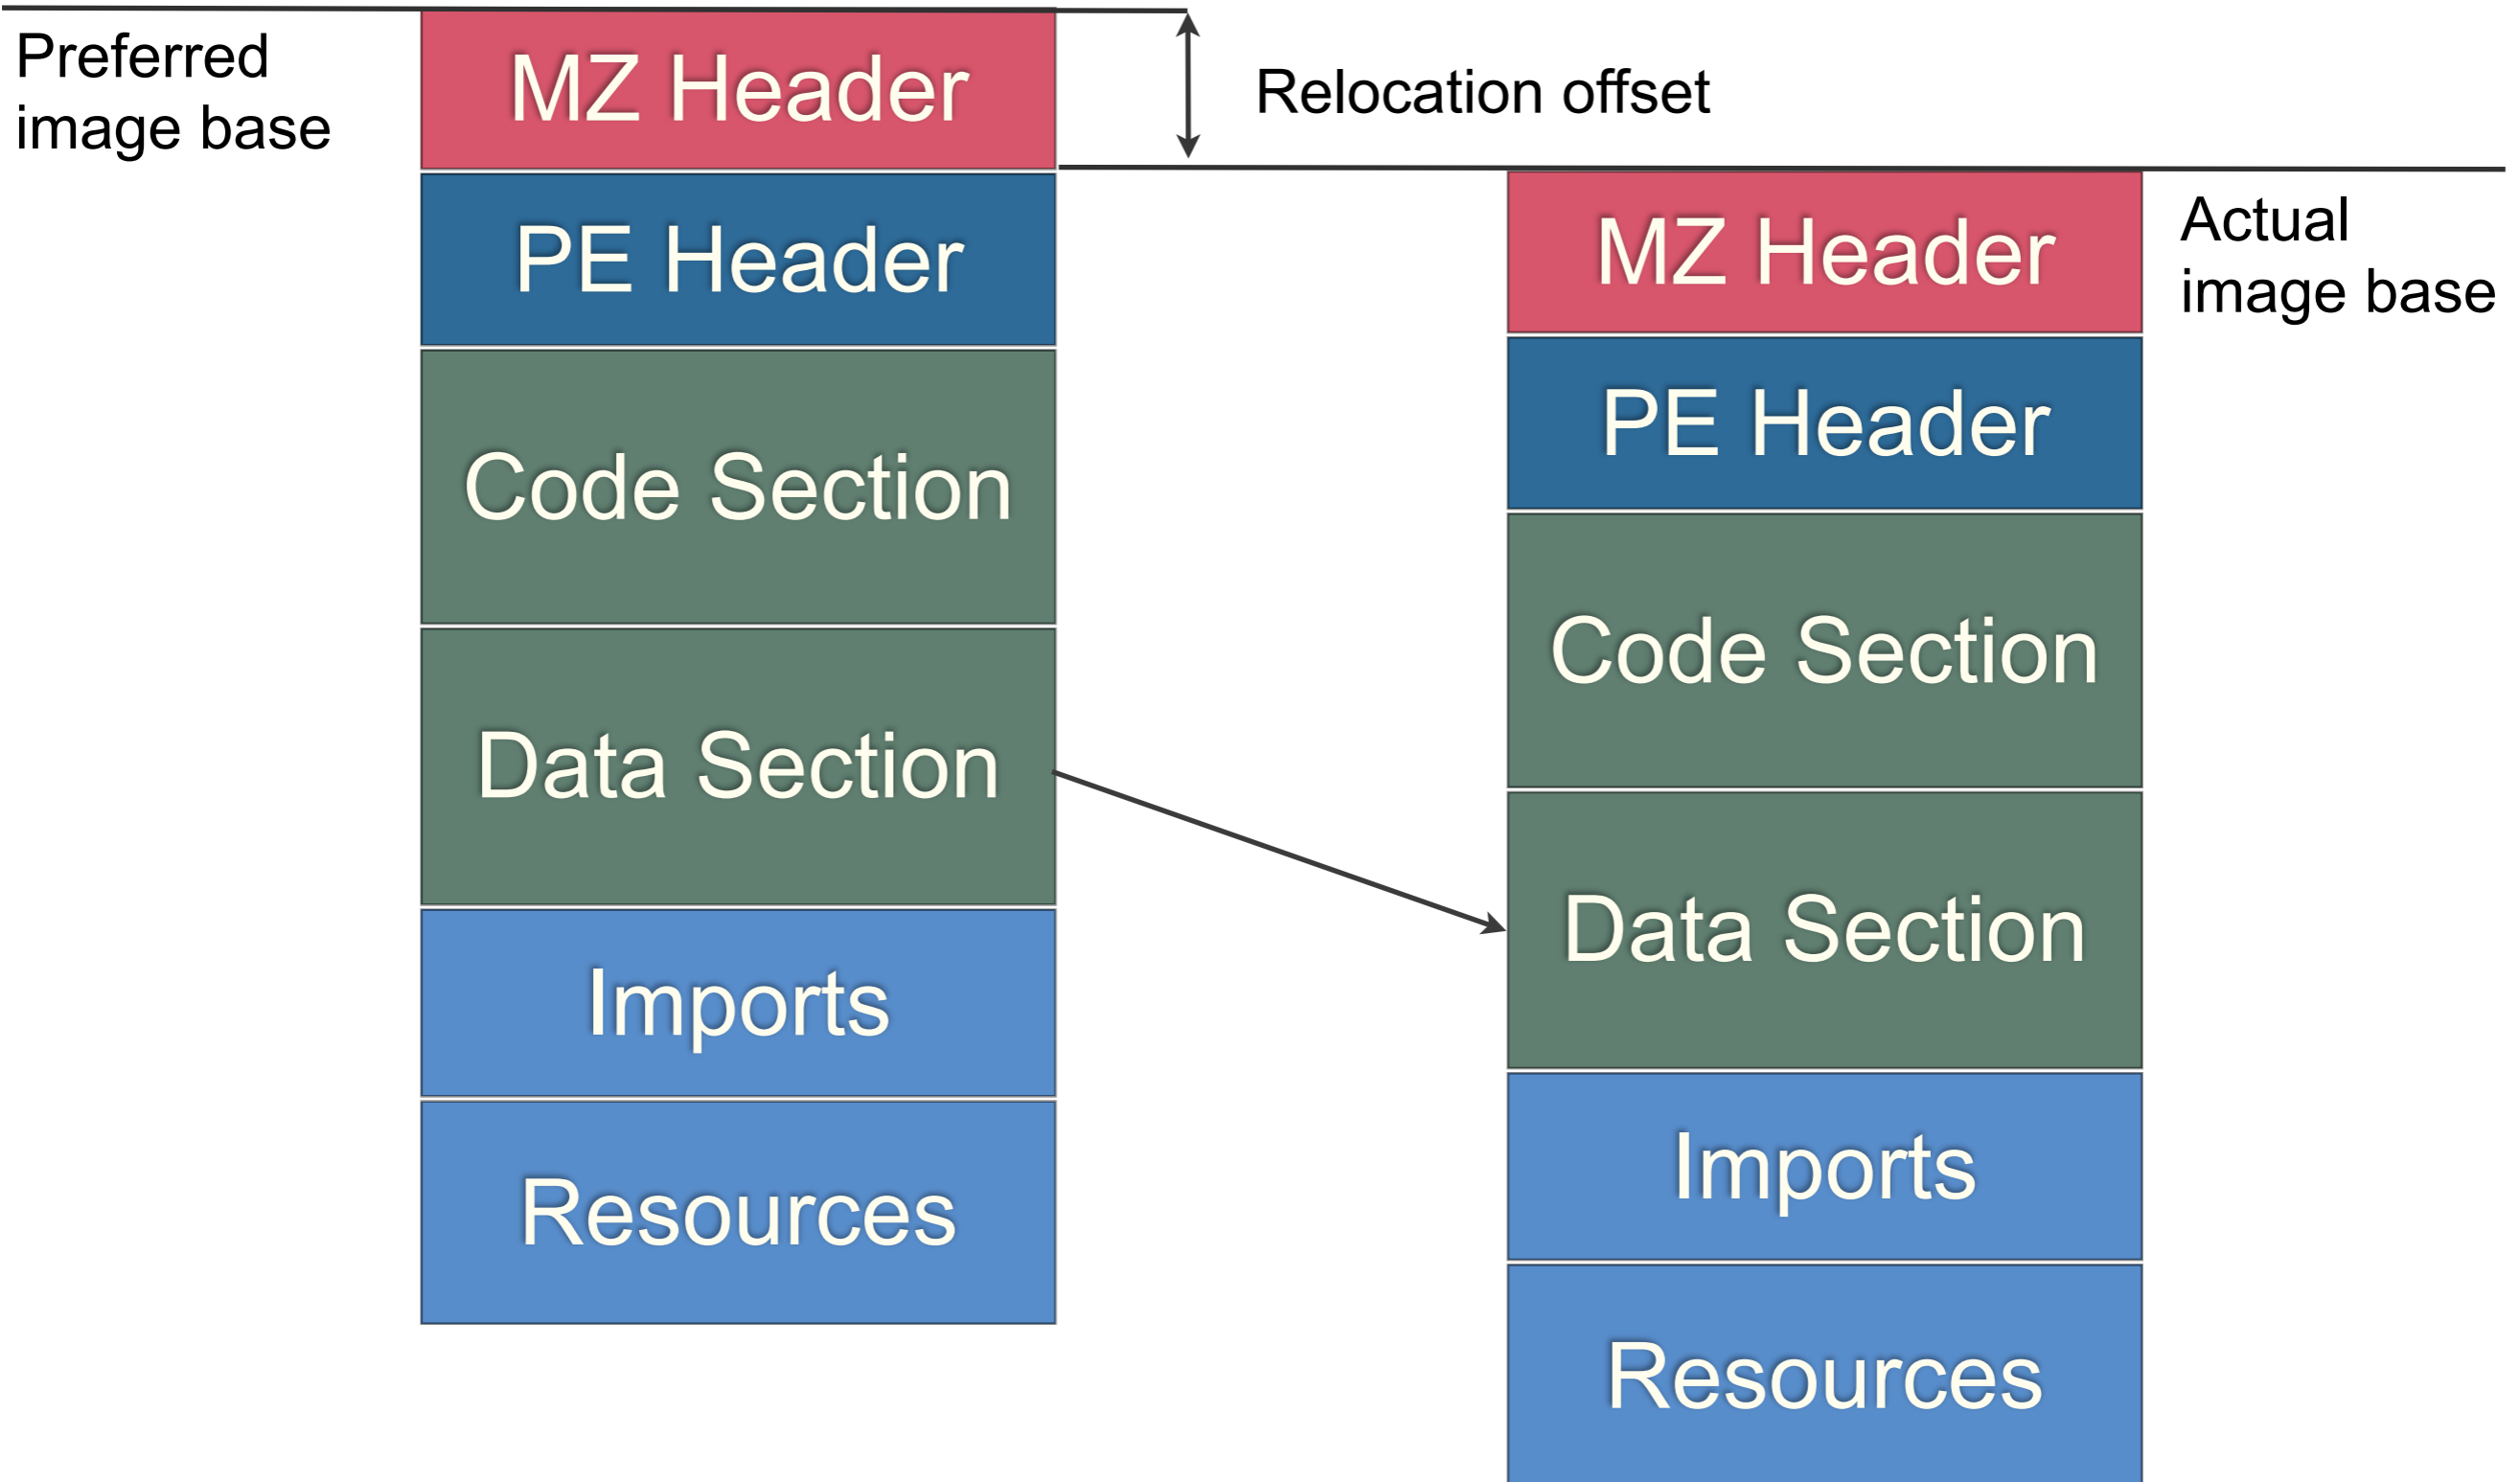 Preferred
image base
MZ Header
Relocation offset
PE Header
Code Section
Data Section
Imports
Resources
MZ Header
Actual
image base
PE Header
Code Section
Data Section
Imports
Resources